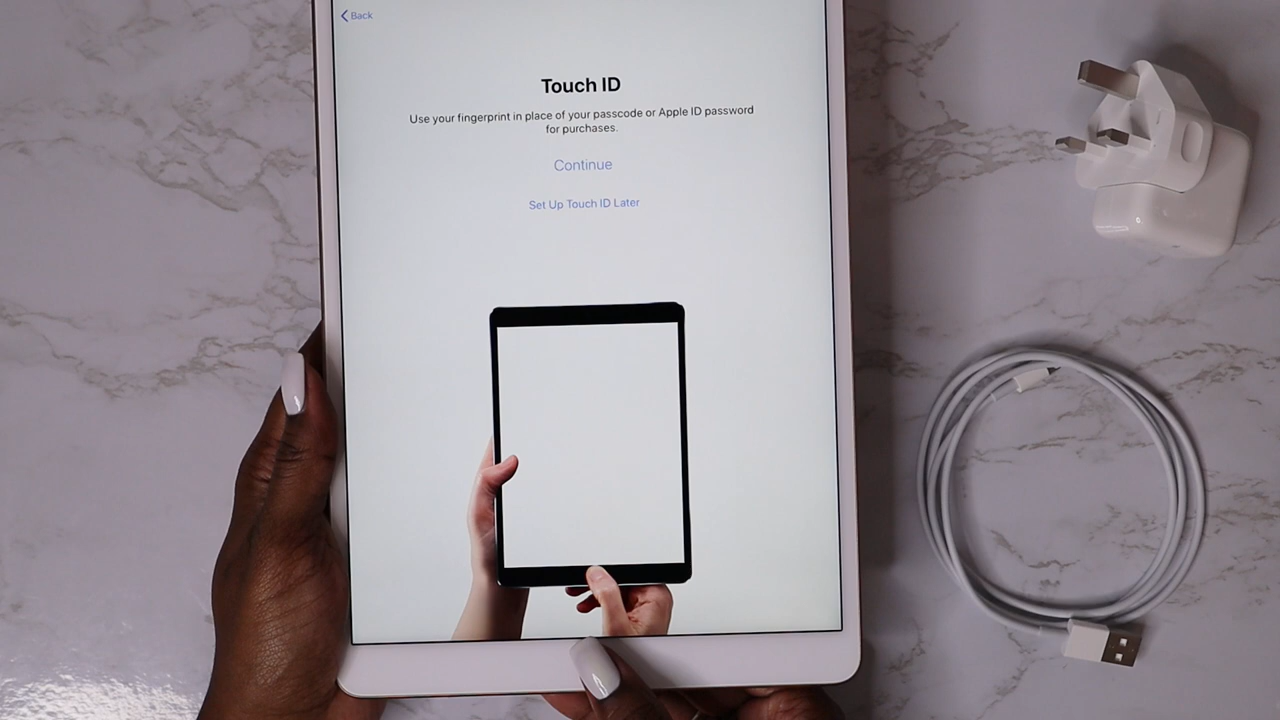 Back
Touch ID
Use your fingerprint in place of your passcode or Apple ID password
for purchases.
Continue
Set Up Touch ID Later